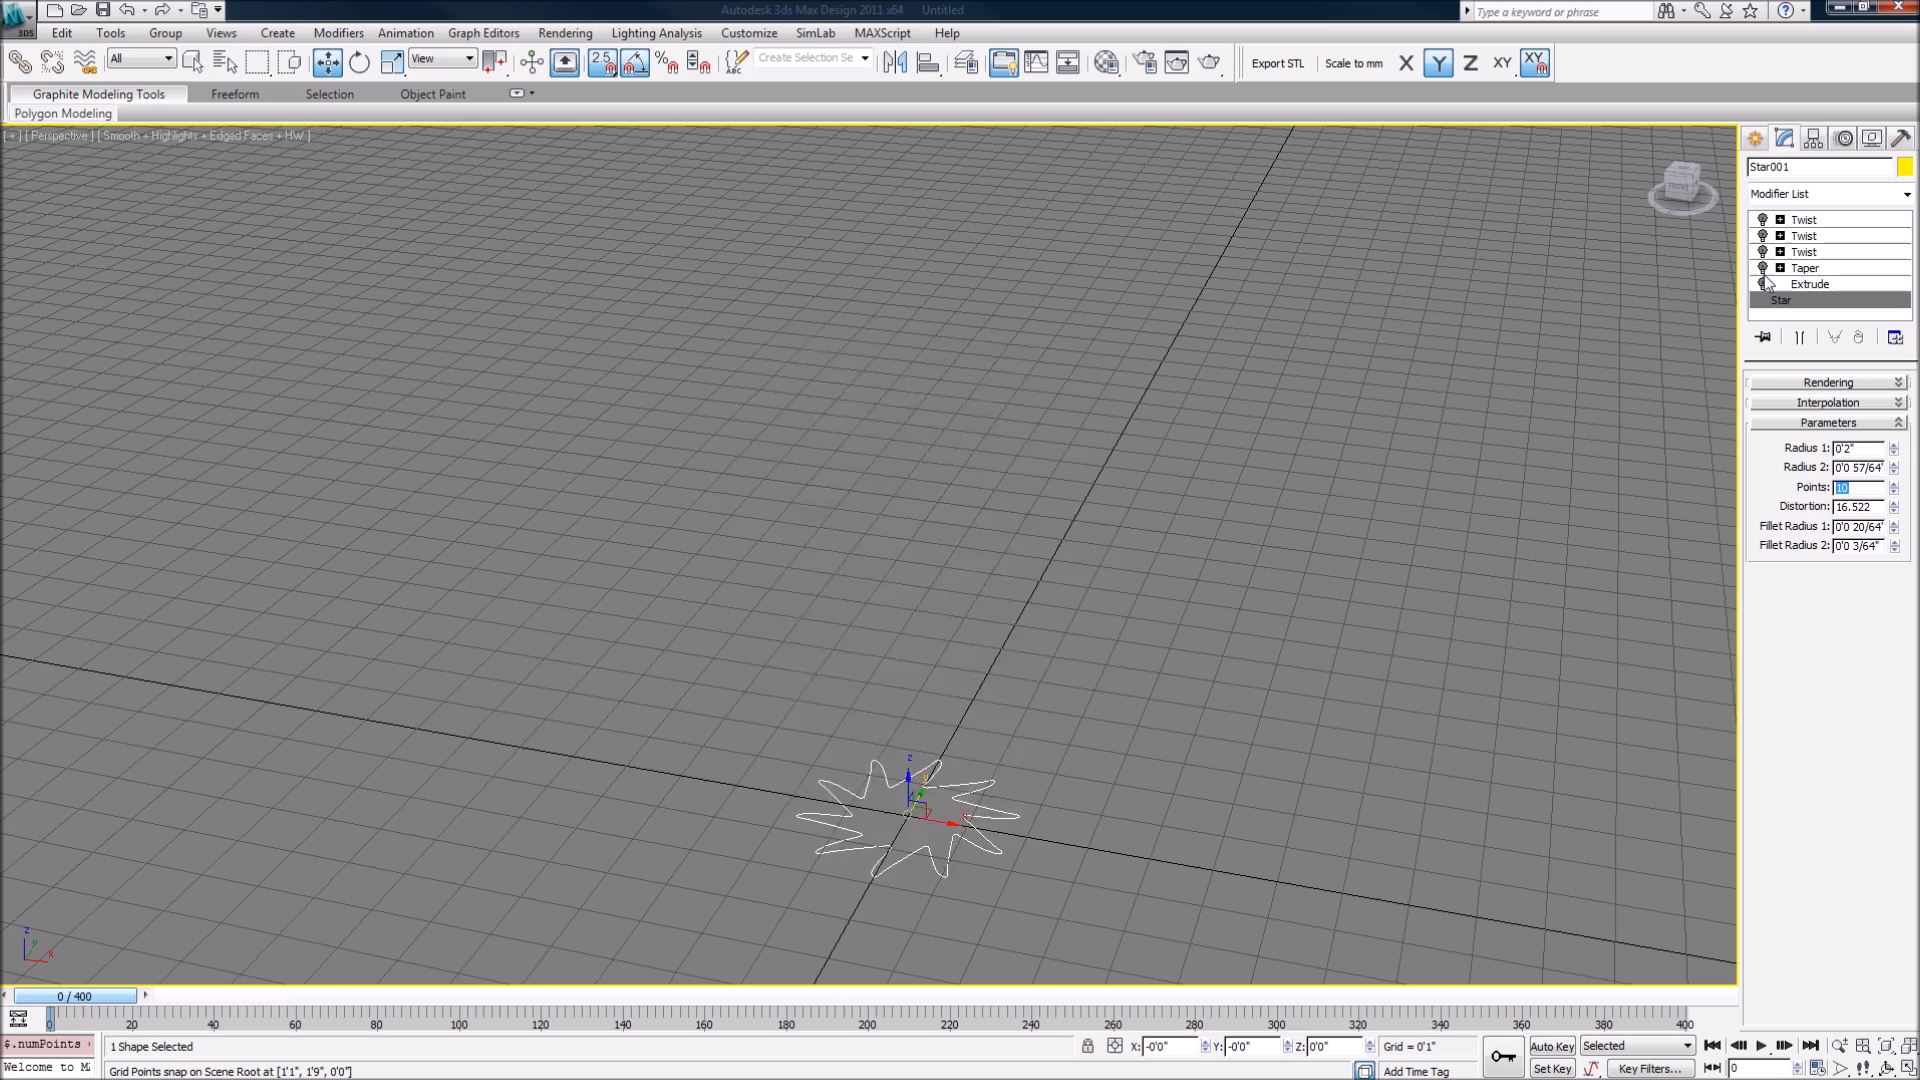 Autodesk 3ds Max Design 2011 x64 Untitled
Type a keyword or phrase
3DS
Edit Tools Group Views Create Modifiers Animation Graph Editors Rendering Lighting Analysis Customize SimLab MAXScript Help
All View 2.5 Create Selection Se Export STL Scale to mm X Y Z XY XY
Graphite Modeling Tools Freeform Selection Object Paint
Polygon Modeling
[ + ] [ Perspective ] [ Smooth + Highlights + Edged Faces + HW ]
Star001
Modifier List
Twist
Twist
Twist
Taper
Extrude
Star
Rendering
Interpolation
Parameters
Radius 1: 0'2"
Radius 2: 0'0 57/64"
Points: 10
Distortion: 16.522
Fillet Radius 1: 0'0 20/64"
Fillet Radius 2: 0'0 3/64"
z
y
x
z
y
x
0 / 400
0 20 40 60 80 100 120 140 160 180 200 220 240 260 280 300 320 340 360 380 400
$.numPoints :
1 Shape Selected
X: -0'0" Y: -0'0" Z: 0'0" Grid = 0'1"
Auto Key Selected
Welcome to M
Grid Points snap on Scene Root at [1'1", 1'9", 0'0"]
Add Time Tag
Set Key Key Filters... 0